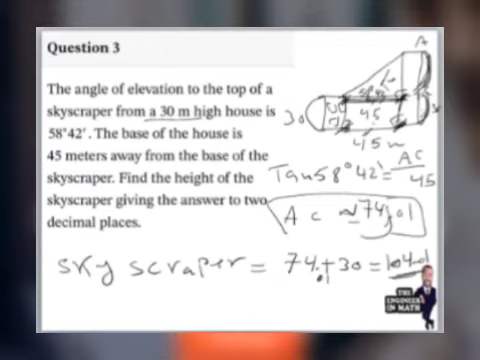 Question 3
The angle of elevation to the top of a
skyscraper from a 30 m high house is
58°42'. The base of the house is
45 meters away from the base of the
skyscraper. Find the height of the
skyscraper giving the answer to two
decimal places.
A
30
45
45m
Tan58°42'= AC/45
AC ≈ 74.01
sky scraper = 74.01+30 = 104.01
THE
ENGINEER
IN MATH